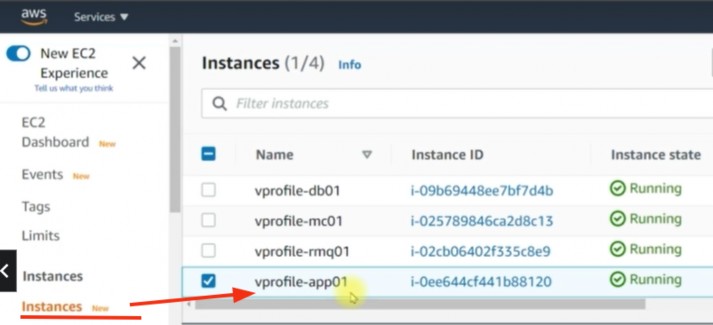 aws
Services ▼
New EC2
Experience
Tell us what you think
EC2
Dashboard New
Events New
Tags
Limits
Instances
Instances New
Instances (1/4) Info
Filter instances
Name Instance ID Instance state
vprofile-db01 i-09b69448ee7bf7d4b Running
vprofile-mc01 i-025789846ca2d8c13 Running
vprofile-rmq01 i-02cb06402f335c8e9 Running
vprofile-app01 i-0ee644cf441b88120 Running